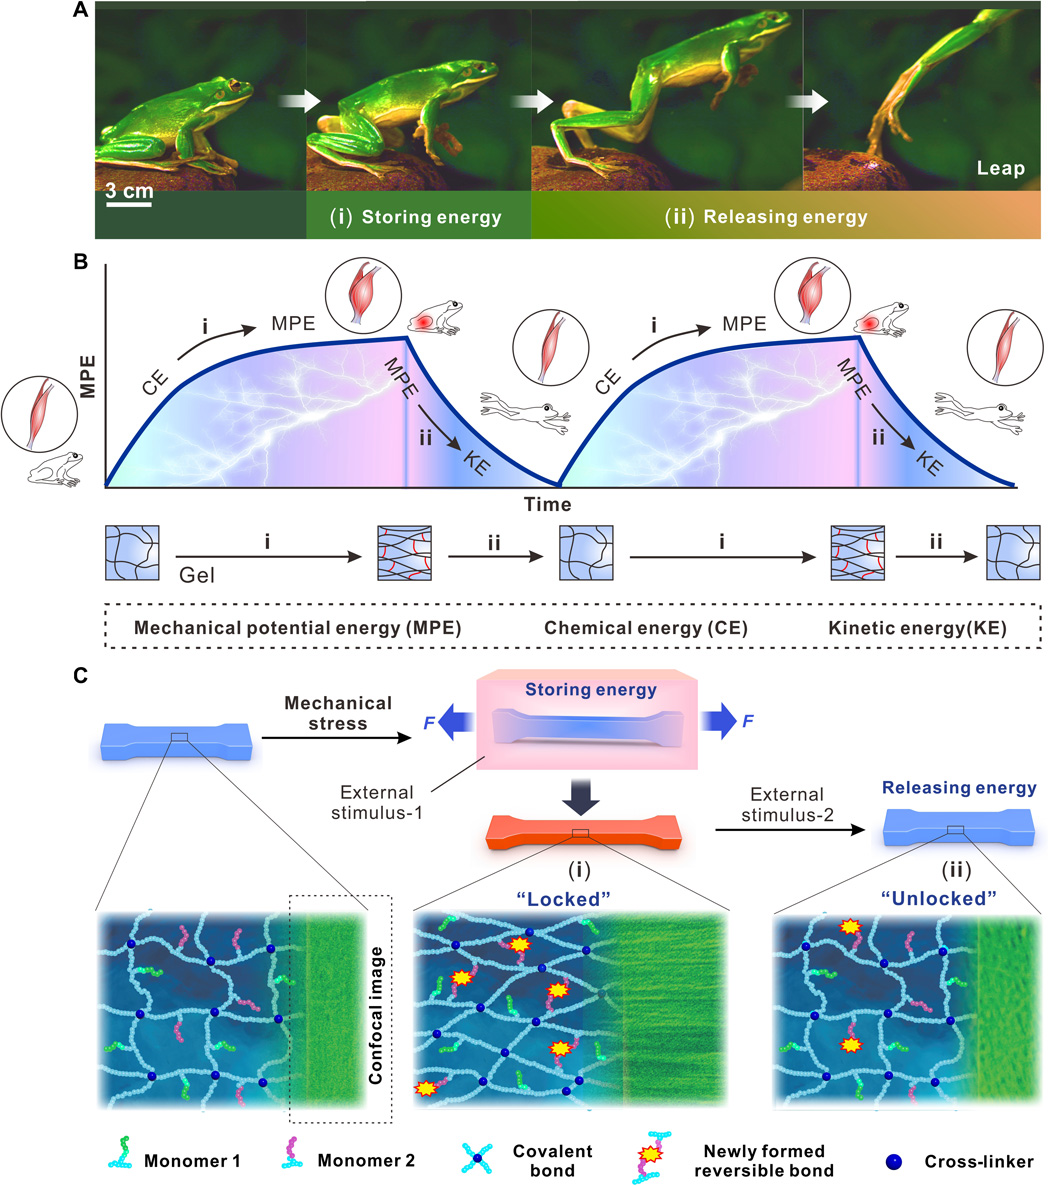 A
Leap
3 cm
(i) Storing energy
(ii) Releasing energy
B
MPE
CE
i
MPE
MPE
ii
KE
CE
i
MPE
MPE
ii
KE
Time
i
ii
i
ii
Gel
Mechanical potential energy (MPE)
Chemical energy (CE)
Kinetic energy(KE)
C
Mechanical
stress
Storing energy
F
F
External
stimulus-1
External
stimulus-2
Releasing energy
(i)
(ii)
“Locked”
“Unlocked”
Confocal image
Monomer 1
Monomer 2
Covalent
bond
Newly formed
reversible bond
Cross-linker